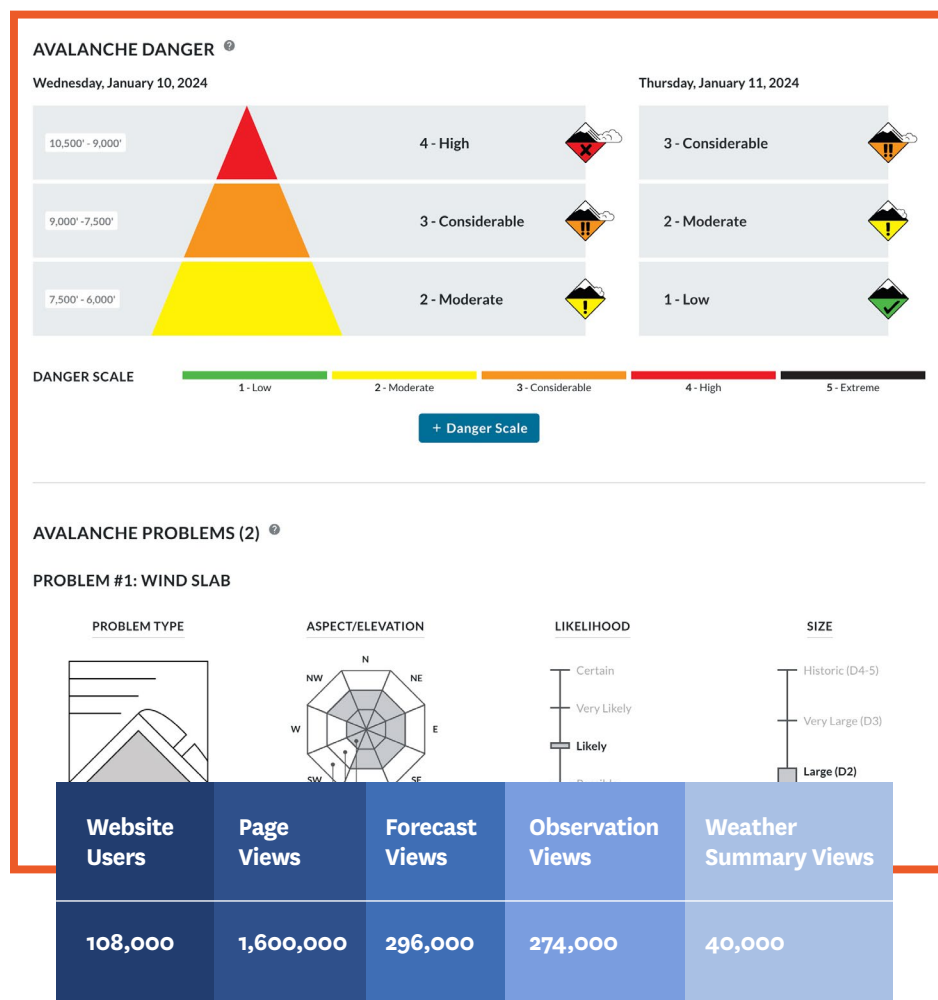 AVALANCHE DANGER ?
Wednesday, January 10, 2024
Thursday, January 11, 2024
10,500' - 9,000'
4 - High
3 - Considerable
9,000' -7,500'
3 - Considerable
2 - Moderate
7,500' - 6,000'
2 - Moderate
1 - Low
DANGER SCALE
1 - Low
2 - Moderate
3 - Considerable
4 - High
5 - Extreme
+ Danger Scale
AVALANCHE PROBLEMS (2) ?
PROBLEM #1: WIND SLAB
PROBLEM TYPE
ASPECT/ELEVATION
LIKELIHOOD
SIZE
N
NW
NE
W
E
SW
SE
Certain
Very Likely
Likely
Historic (D4-5)
Very Large (D3)
Large (D2)
Website
Users
Page
Views
Forecast
Views
Observation
Views
Weather
Summary Views
108,000
1,600,000
296,000
274,000
40,000